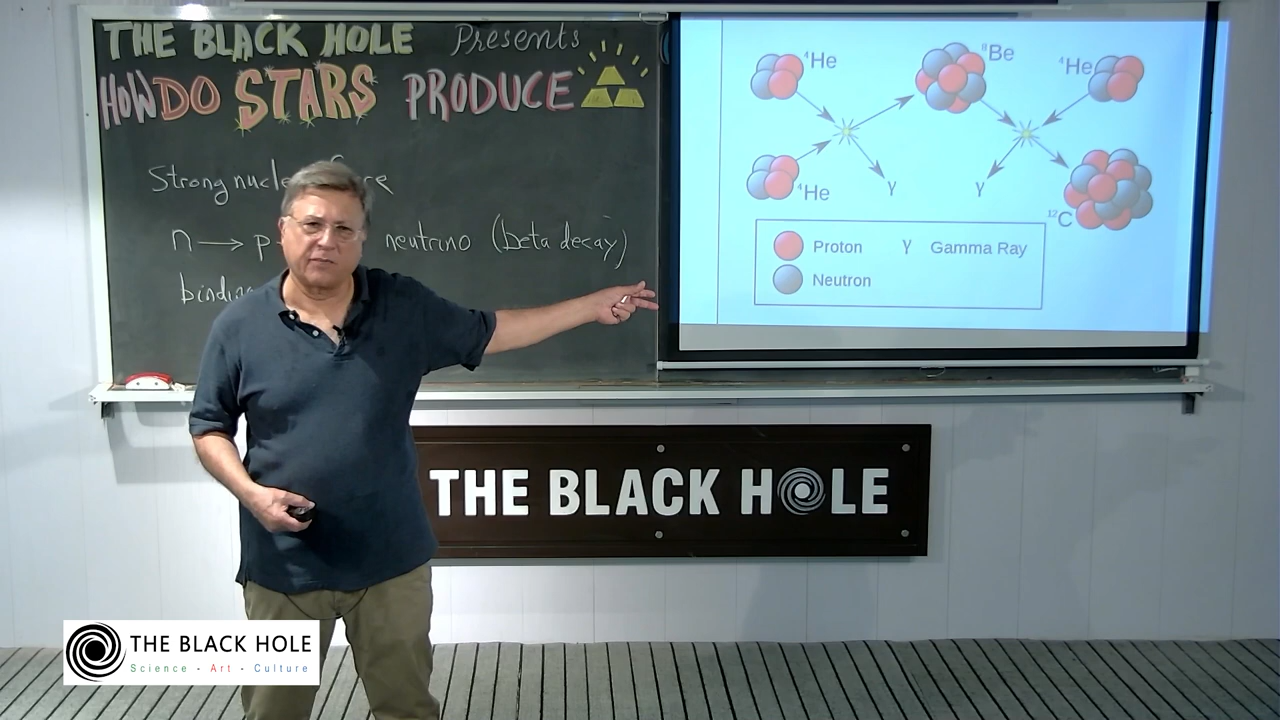 THE BLACK HOLE Presents
HOW DO STARS PRODUCE
Strong nucle
n → p neutrino (beta decay)
bindin
⁴He
⁸Be
⁴He
⁴He
γ
γ
¹²C
Proton γ Gamma Ray
Neutron
THE BLACK HOLE
THE BLACK HOLE
Science - Art - Culture